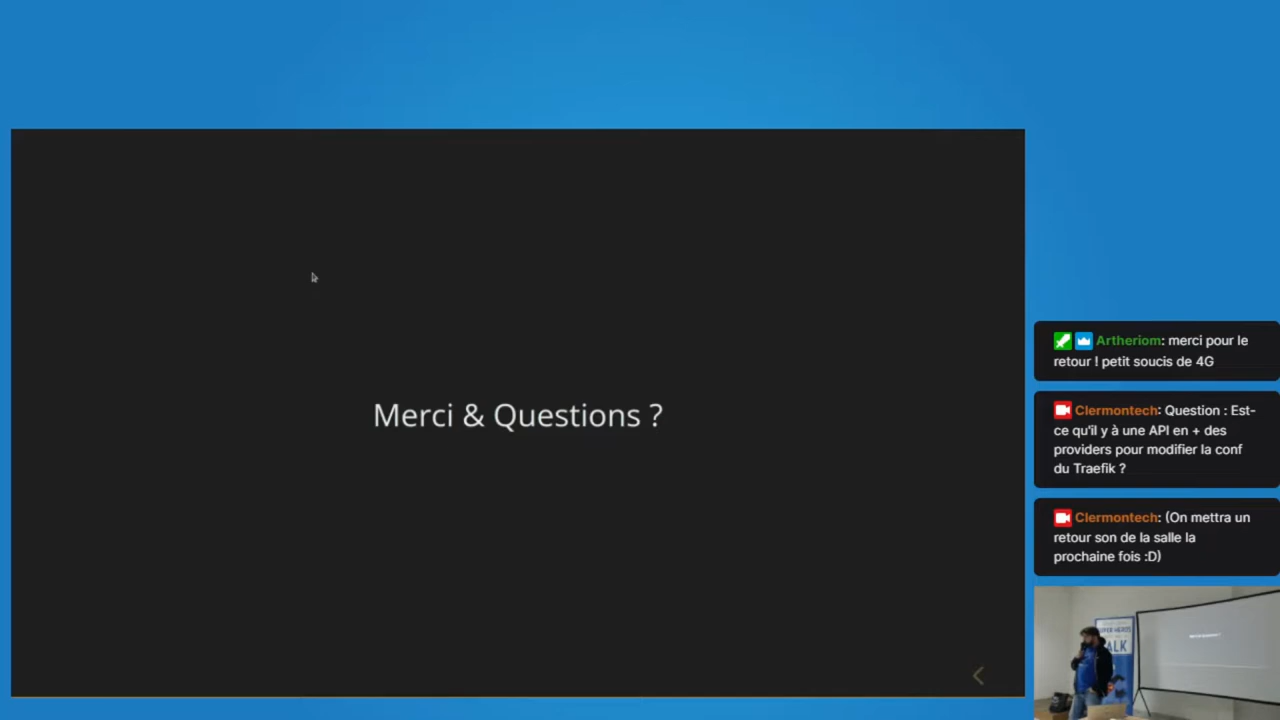 Merci & Questions ?
Artheriom: merci pour le
retour ! petit soucis de 4G
Clermontech: Question : Est-
ce qu'il y à une API en + des
providers pour modifier la conf
du Traefik ?
Clermontech: (On mettra un
retour son de la salle la
prochaine fois :D)